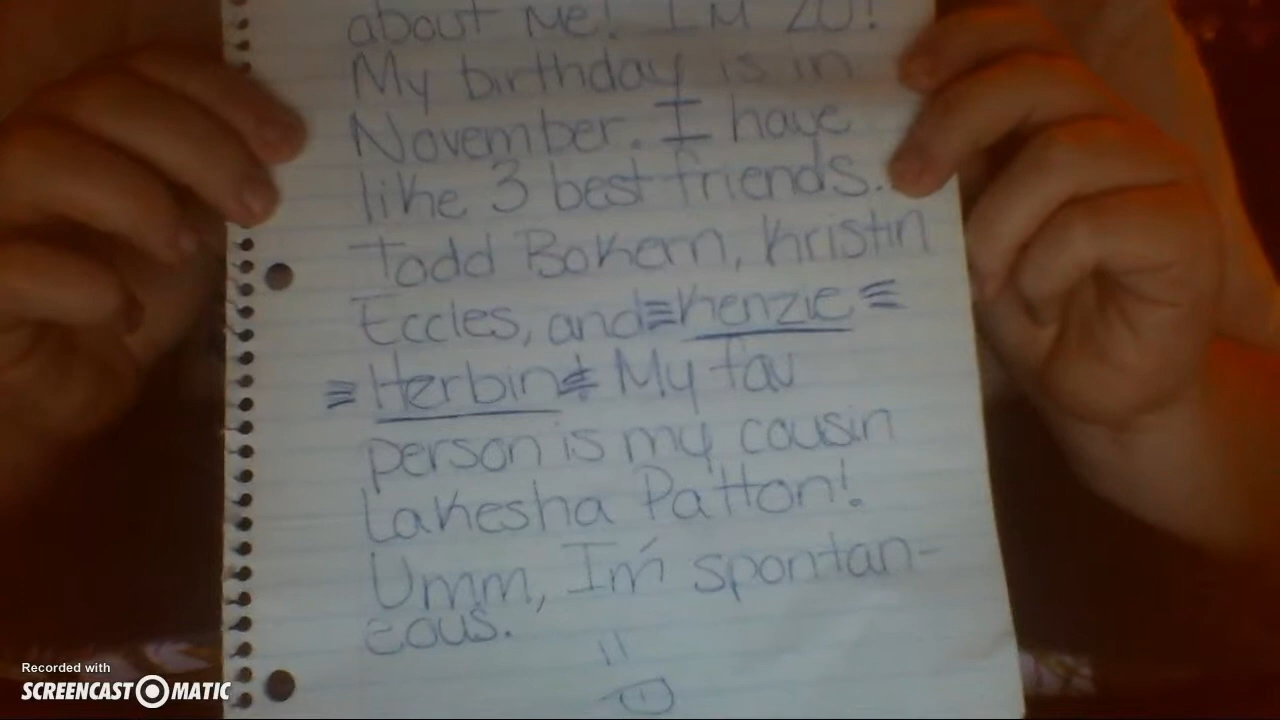 about Me! I'M 20!
My birthday is in
November. I have
like 3 best friends.
Todd Bokern, Kristin
Eccles, and Kenzie
Herbin My fav
person is my cousin
Lakesha Patton!
Umm, I'm spontan-
eous.
Recorded with
SCREENCAST-O-MATIC